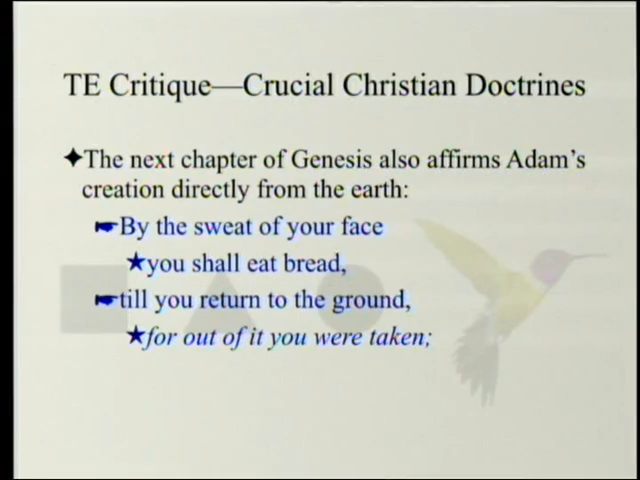 TE Critique—Crucial Christian Doctrines
The next chapter of Genesis also affirms Adam's
creation directly from the earth:
By the sweat of your face
you shall eat bread,
till you return to the ground,
for out of it you were taken;